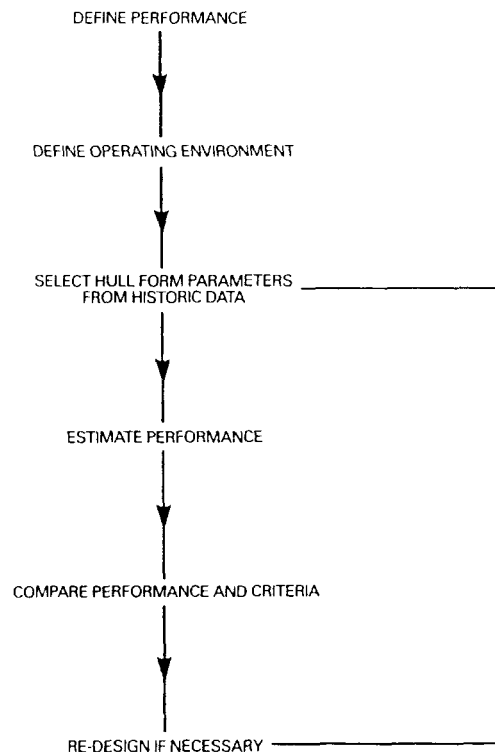 DEFINE PERFORMANCE
DEFINE OPERATING ENVIRONMENT
SELECT HULL FORM PARAMETERS
FROM HISTORIC DATA
ESTIMATE PERFORMANCE
COMPARE PERFORMANCE AND CRITERIA
RE-DESIGN IF NECESSARY